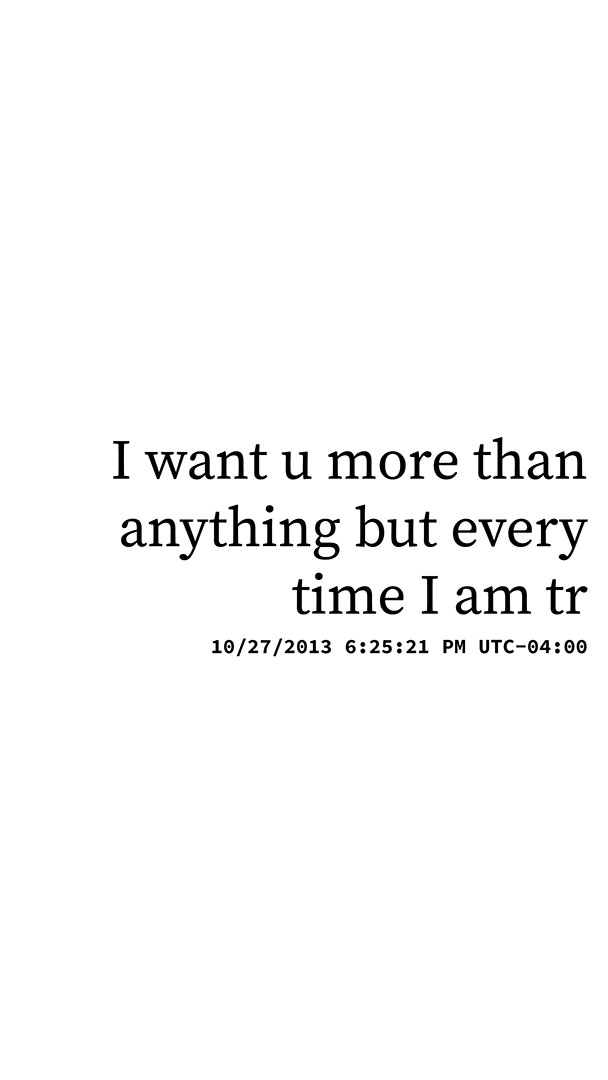 I want u more than
anything but every
time I am tr
10/27/2013 6:25:21 PM UTC-04:00